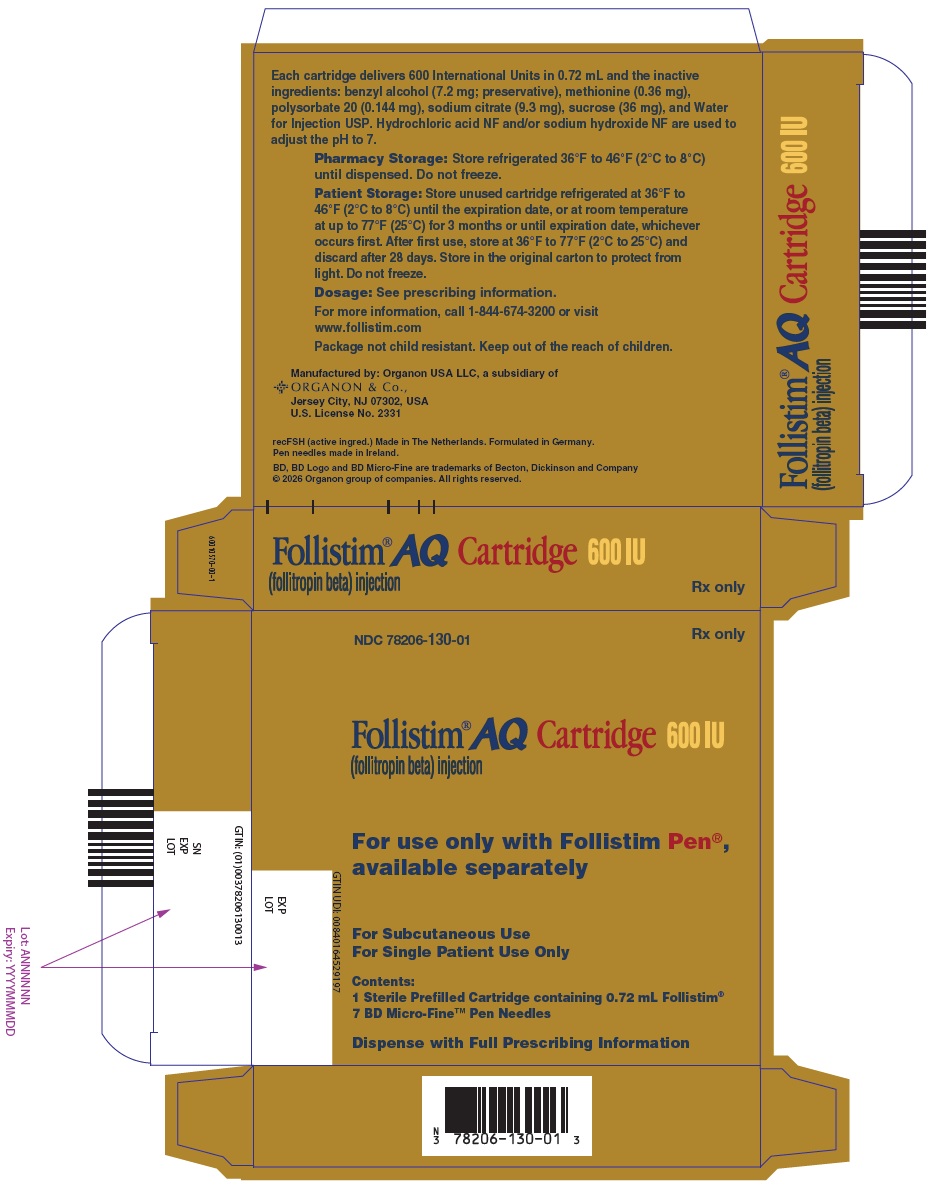 Each cartridge delivers 600 International Units in 0.72 mL and the inactive
ingredients: benzyl alcohol (7.2 mg; preservative), methionine (0.36 mg),
polysorbate 20 (0.144 mg), sodium citrate (9.3 mg), sucrose (36 mg), and Water
for Injection USP. Hydrochloric acid NF and/or sodium hydroxide NF are used to
adjust the pH to 7.
Pharmacy Storage: Store refrigerated 36°F to 46°F (2°C to 8°C)
until dispensed. Do not freeze.
Patient Storage: Store unused cartridge refrigerated at 36°F to
46°F (2°C to 8°C) until the expiration date, or at room temperature
at up to 77°F (25°C) for 3 months or until expiration date, whichever
occurs first. After first use, store at 36°F to 77°F (2°C to 25°C) and
discard after 28 days. Store in the original carton to protect from
light. Do not freeze.
Dosage: See prescribing information.
For more information, call 1-844-674-3200 or visit
www.follistim.com
Package not child resistant. Keep out of the reach of children.
Manufactured by: Organon USA LLC, a subsidiary of
ORGANON & Co.,
Jersey City, NJ 07302, USA
U.S. License No. 2331
recFSH (active ingred.) Made in The Netherlands. Formulated in Germany.
Pen needles made in Ireland.
BD, BD Logo and BD Micro-Fine are trademarks of Becton, Dickinson and Company
© 2026 Organon group of companies. All rights reserved.
Follistim® AQ Cartridge 600 IU
(follitropin beta) injection
Follistim® AQ Cartridge 600 IU
(follitropin beta) injection
Rx only
Rx only
NDC 78206-130-01
Follistim® AQ Cartridge 600 IU
(follitropin beta) injection
For use only with Follistim Pen®,
available separately
For Subcutaneous Use
For Single Patient Use Only
Contents:
1 Sterile Prefilled Cartridge containing 0.72 mL Follistim®
7 BD Micro-Fine™ Pen Needles
Dispense with Full Prescribing Information
GTIN: (01)00378206130013
SN
EXP
LOT
GTIN UDI: 00840164529197
EXP
LOT
Lot: ANNNNNN
Expiry: YYYYMMMDD
N
3 78206-130-01 3